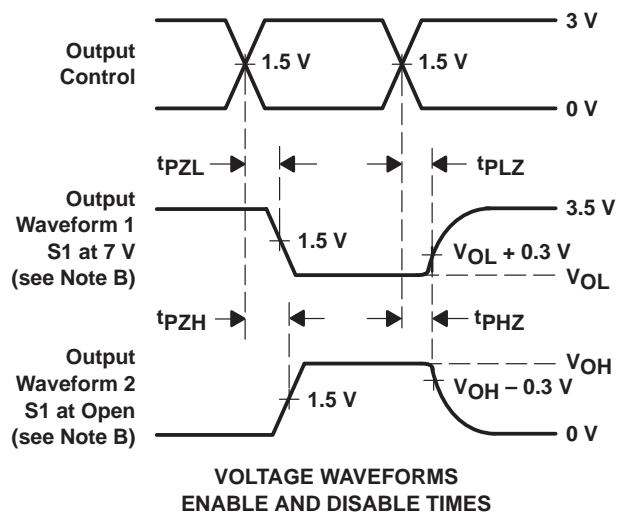 3 V
Output
Control
1.5 V
1.5 V
0 V
tPZL
tPLZ
Output
Waveform 1
S1 at 7 V
(see Note B)
3.5 V
1.5 V
VOL + 0.3 V
VOL
tPZH
tPHZ
Output
Waveform 2
S1 at Open
(see Note B)
VOH
1.5 V
VOH – 0.3 V
0 V
VOLTAGE WAVEFORMS
ENABLE AND DISABLE TIMES